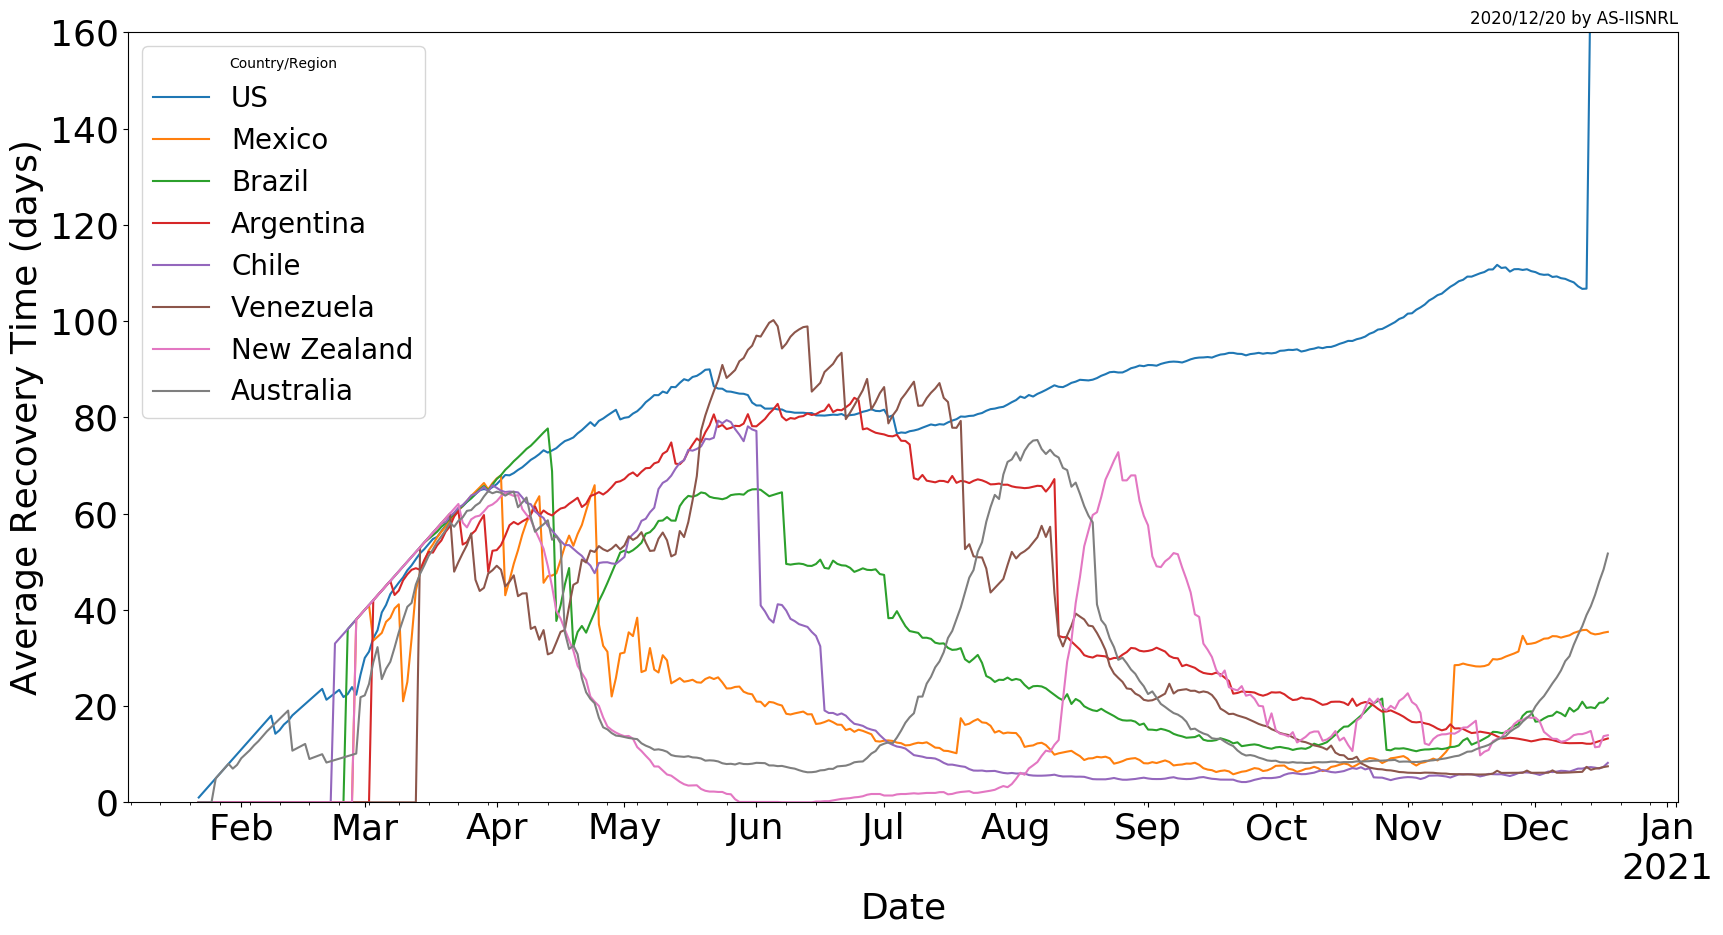 2020/12/20 by AS-IISNRL
160
140
120
100
80
60
40
20
0
Average Recovery Time (days)
Country/Region
US
Mexico
Brazil
Argentina
Chile
Venezuela
New Zealand
Australia
Feb Mar Apr May Jun Jul Aug Sep Oct Nov Dec Jan
2021
Date